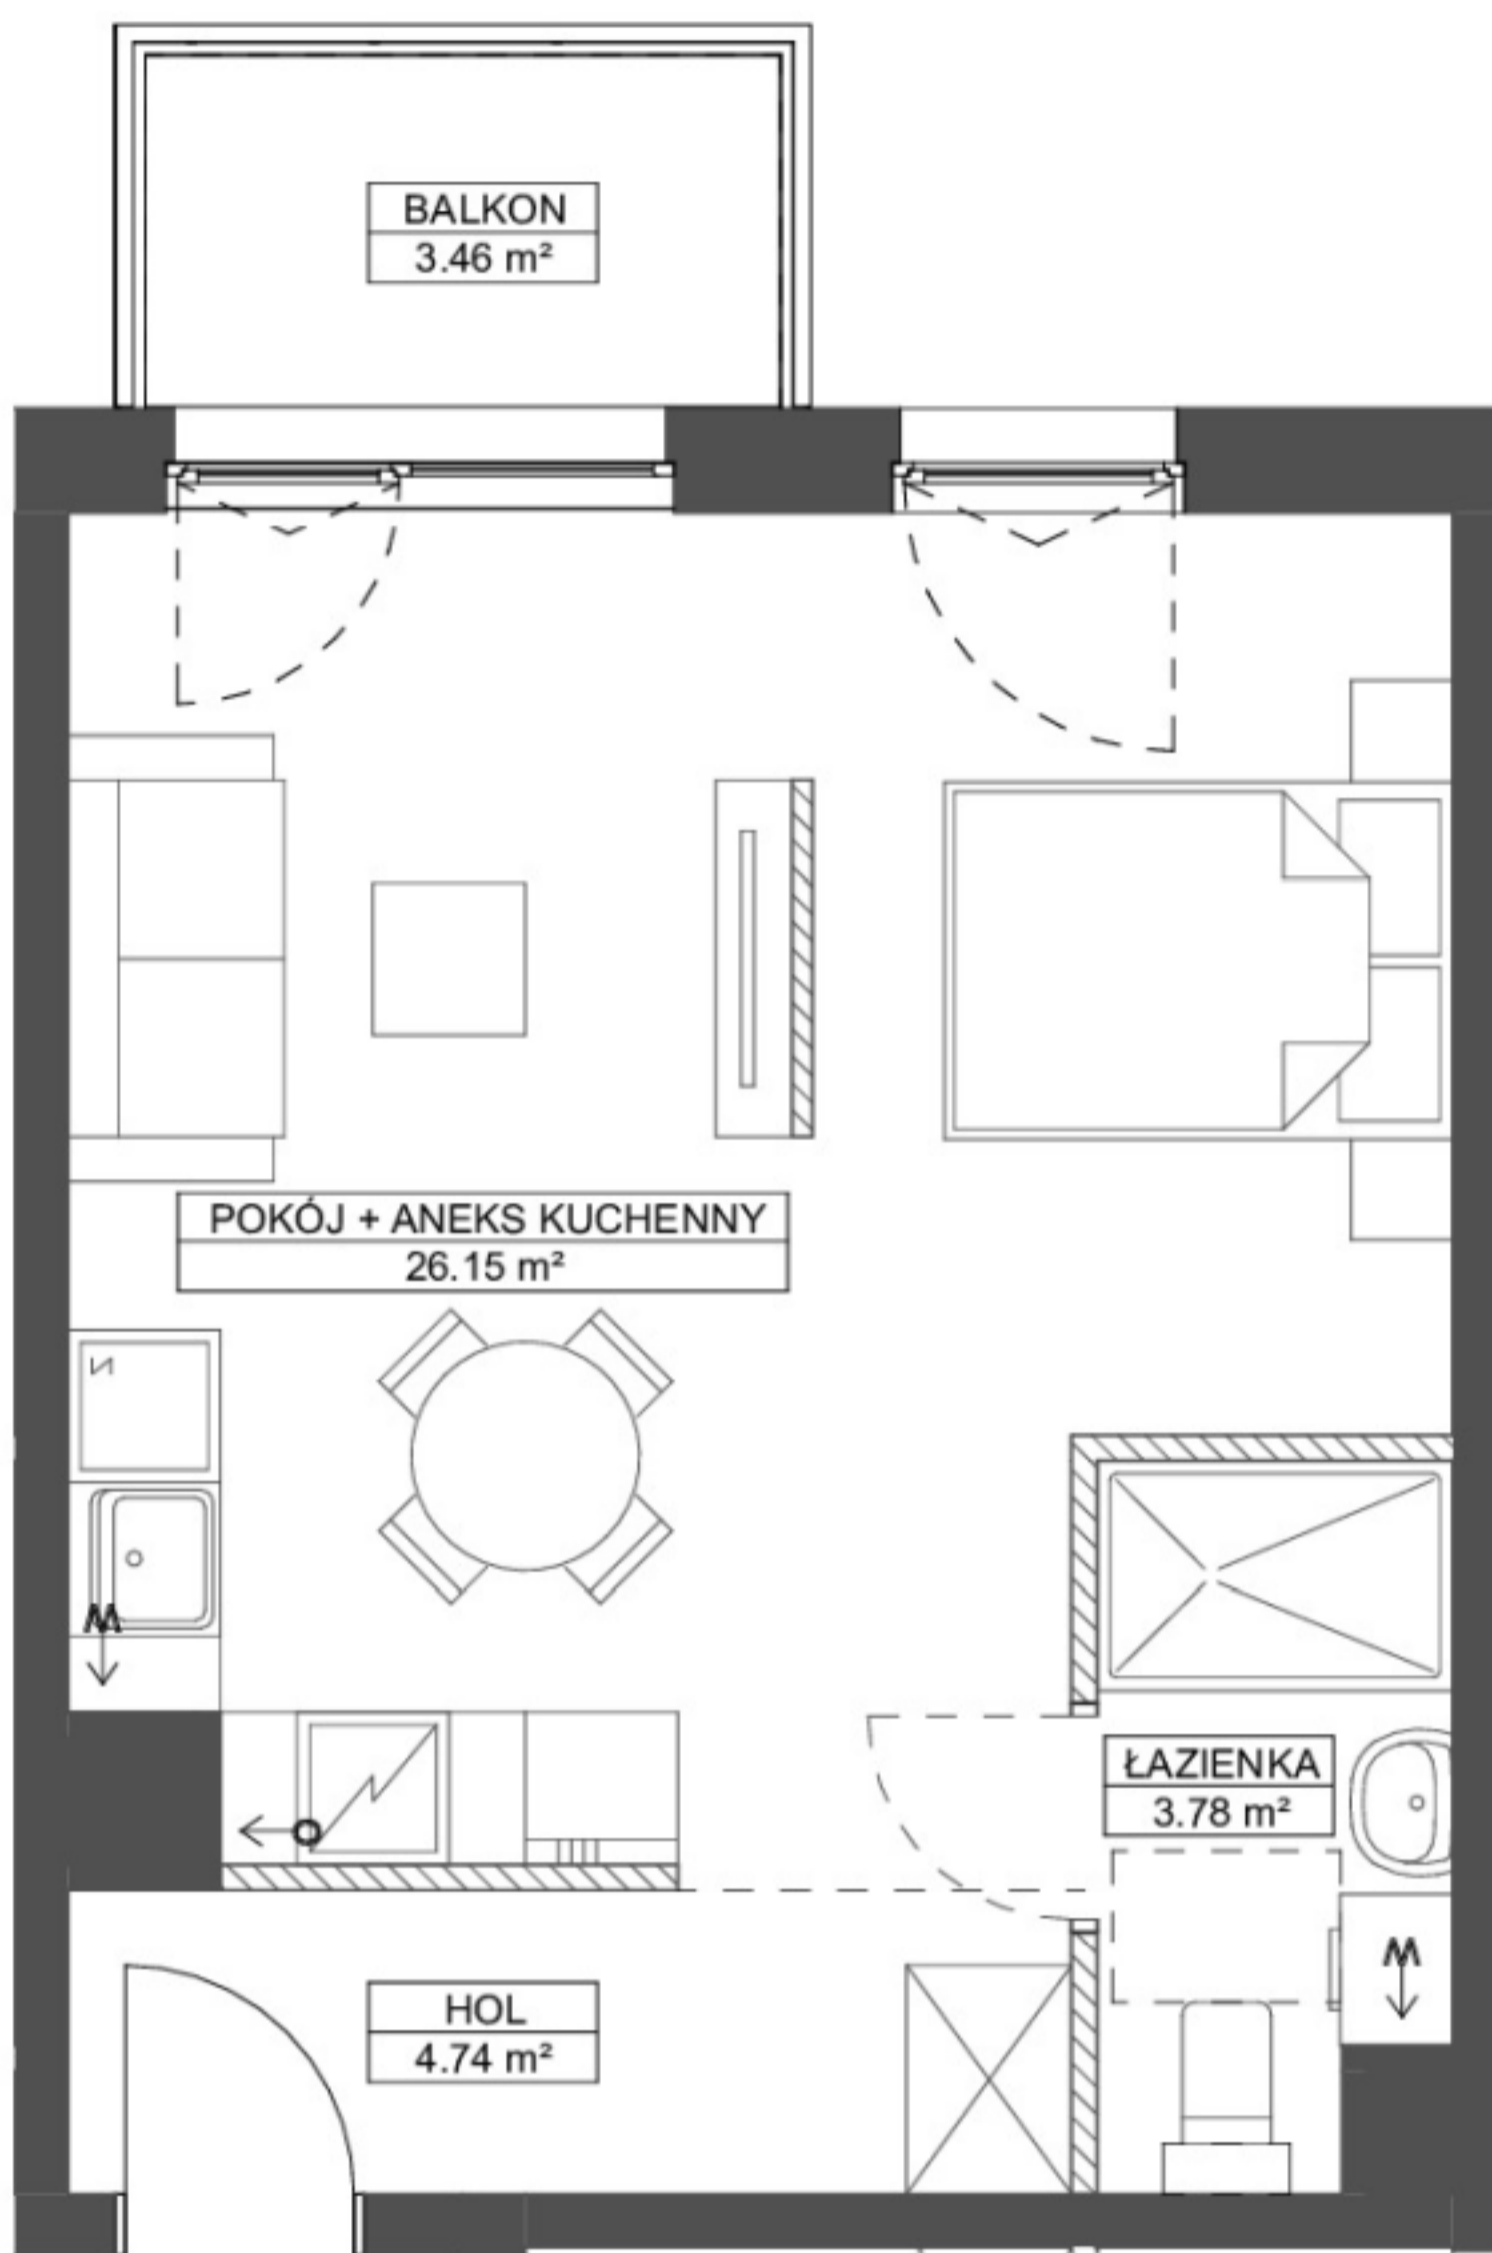 BALKON
3.46 m²
POKÓJ + ANEKS KUCHENNY
26.15 m²
W
O
ŁAZIENKA
3.78 m²
W
HOL
4.74 m²